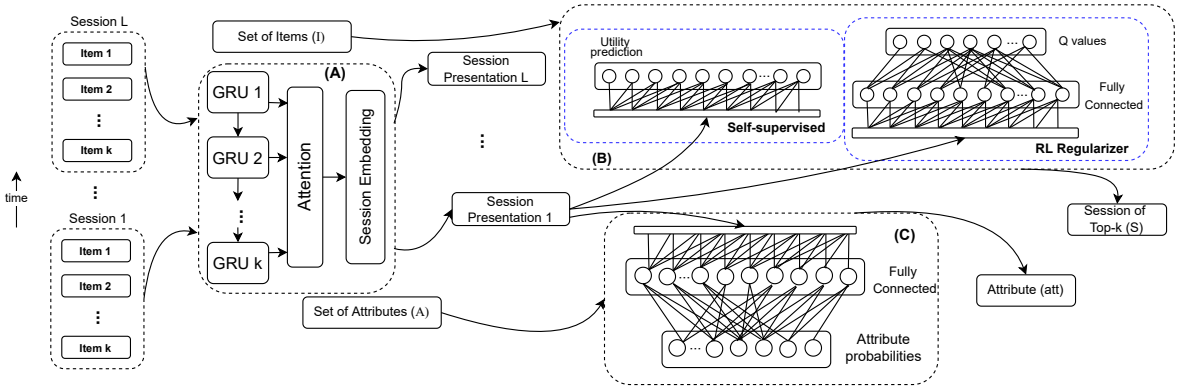 Session L
Item 1
Item 2
...
Item k
...
time
Session 1
Item 1
Item 2
...
Item k
Set of Items (I)
(A)
GRU 1
GRU 2
...
GRU k
Attention
Session Embedding
Set of Attributes (A)
Session
Presentation L
...
Session
Presentation 1
Utility
prediction
...
Self-supervised
(B)
...
Q values
...
Fully
Connected
RL Regularizer
Session of
Top-k (S)
(C)
...
Fully
Connected
...
Attribute
probabilities
Attribute (att)